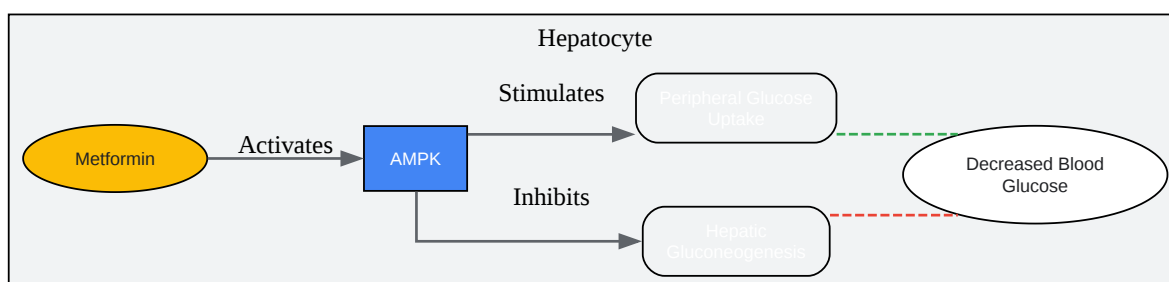 Hepatocyte
Stimulates
Peripheral Glucose
Uptake
Metformin
Activates
AMPK
Decreased Blood
Glucose
Inhibits
Hepatic
Gluconeogenesis